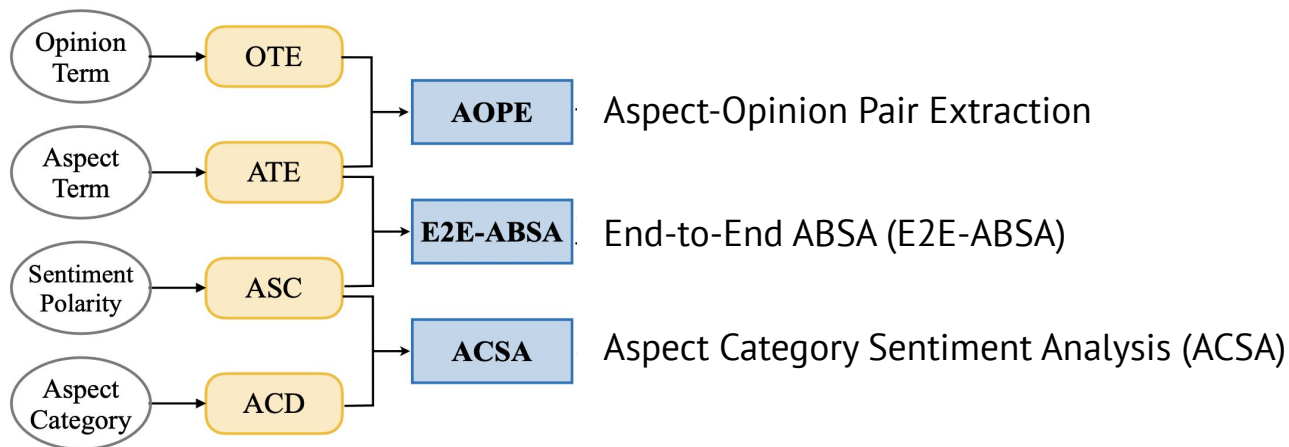 Opinion
Term
OTE
AOPE
Aspect-Opinion Pair Extraction
Aspect
Term
ATE
E2E-ABSA
End-to-End ABSA (E2E-ABSA)
Sentiment
Polarity
ASC
ACSA
Aspect Category Sentiment Analysis (ACSA)
Aspect
Category
ACD